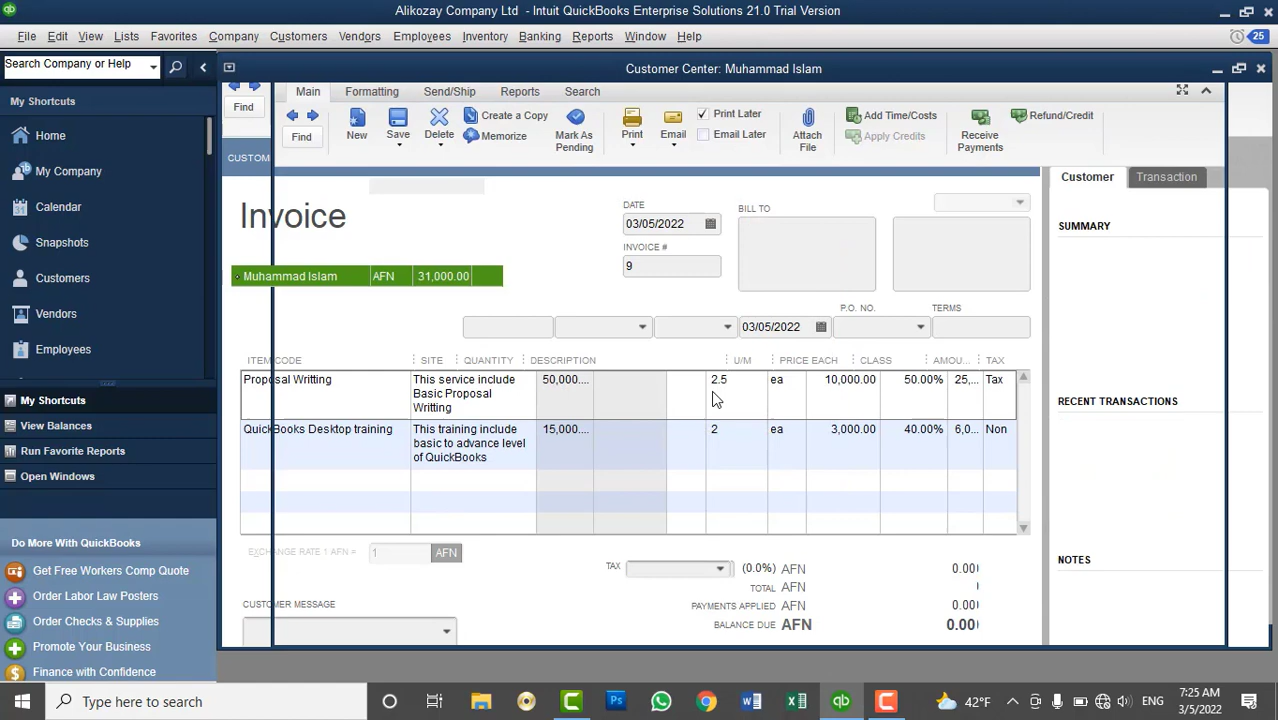 Alikozay Company Ltd - Intuit QuickBooks Enterprise Solutions 21.0 Trial Version
File Edit View Lists Favorites Company Customers Vendors Employees Inventory Banking Reports Window Help
25
Search Company or Help
Customer Center: Muhammad Islam
My Shortcuts
Home
My Company
Calendar
Snapshots
Customers
Vendors
Employees
My Shortcuts
View Balances
Run Favorite Reports
Open Windows
Do More With QuickBooks
Get Free Workers Comp Quote
Order Labor Law Posters
Order Checks & Supplies
Promote Your Business
Finance with Confidence
Find
Main Formatting Send/Ship Reports Search
Find
New
Save
Delete
Create a Copy
Memorize
Mark As
Pending
Print
Email
Print Later
Email Later
Attach
File
Add Time/Costs
Apply Credits
Receive
Payments
Refund/Credit
CUSTOM
Invoice
DATE
03/05/2022
INVOICE #
9
BILL TO
Muhammad Islam AFN 31,000.00
P.O. NO. TERMS
03/05/2022
ITEM CODE SITE QUANTITY DESCRIPTION U/M PRICE EACH CLASS AMOU... TAX
Proposal Writting This service include 50,000.... 2.5 ea 10,000.00 50.00% 25,... Tax
Basic Proposal
Writting
QuickBooks Desktop training This training include 15,000.... 2 ea 3,000.00 40.00% 6,0... Non
basic to advance level
of QuickBooks
EXCHANGE RATE 1 AFN = 1 AFN
TAX (0.0%) AFN 0.00
TOTAL AFN
PAYMENTS APPLIED AFN 0.00
BALANCE DUE AFN 0.00
CUSTOMER MESSAGE
Customer Transaction
SUMMARY
RECENT TRANSACTIONS
NOTES
Type here to search
42°F
ENG
7:25 AM
3/5/2022